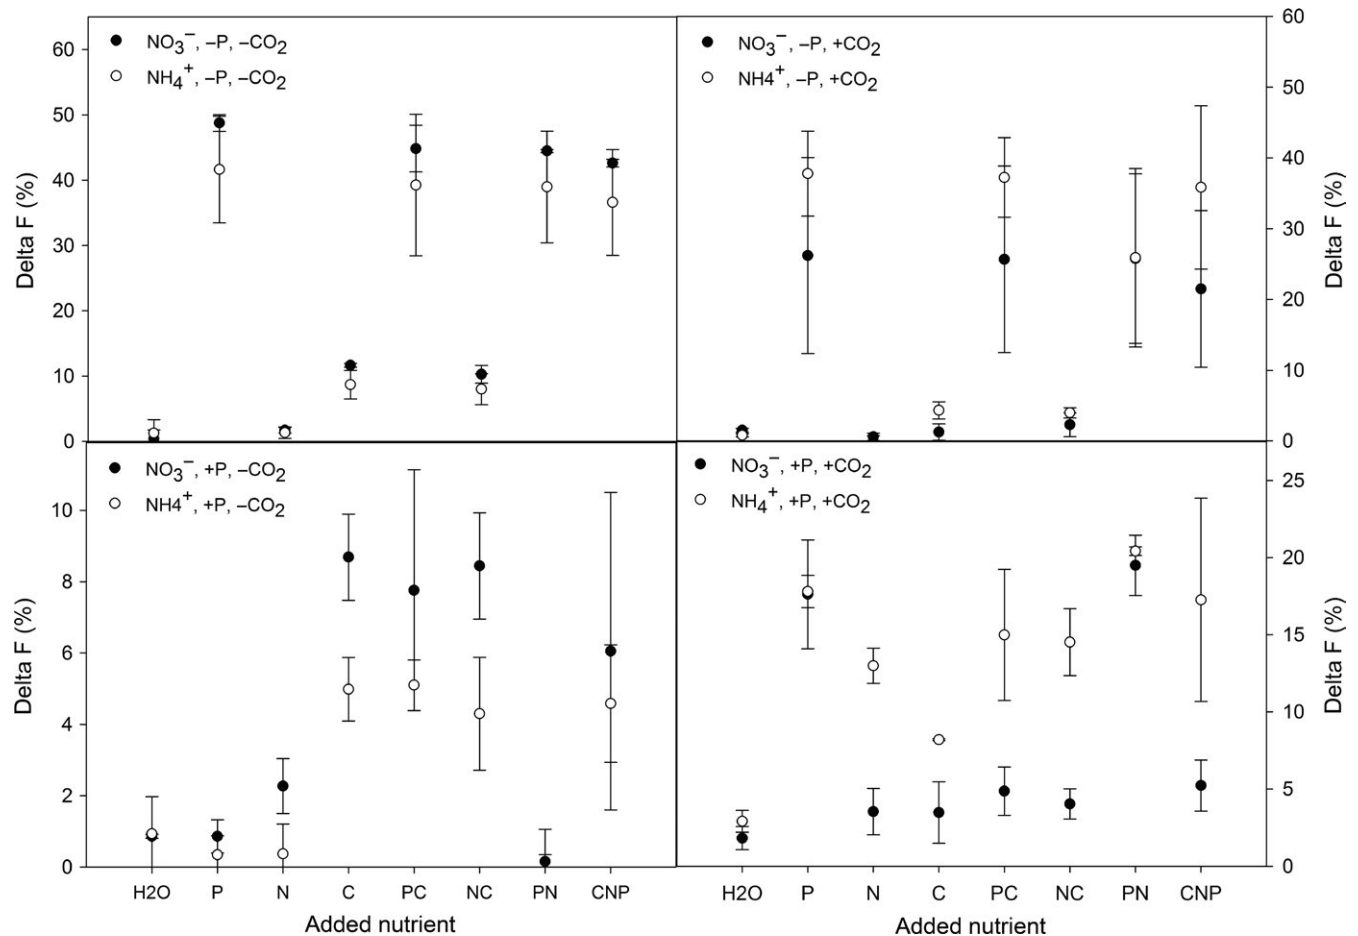 NO3−, –P, –CO2
NH4+, –P, –CO2
60
50
40
30
20
10
0
Delta F (%)
NO3−, –P, +CO2
NH4+, –P, +CO2
60
50
40
30
20
10
0
Delta F (%)
NO3−, +P, –CO2
NH4+, +P, –CO2
10
8
6
4
2
0
Delta F (%)
H2O P N C PC NC PN CNP
Added nutrient
NO3−, +P, +CO2
NH4+, +P, +CO2
25
20
15
10
5
0
Delta F (%)
H2O P N C PC NC PN CNP
Added nutrient